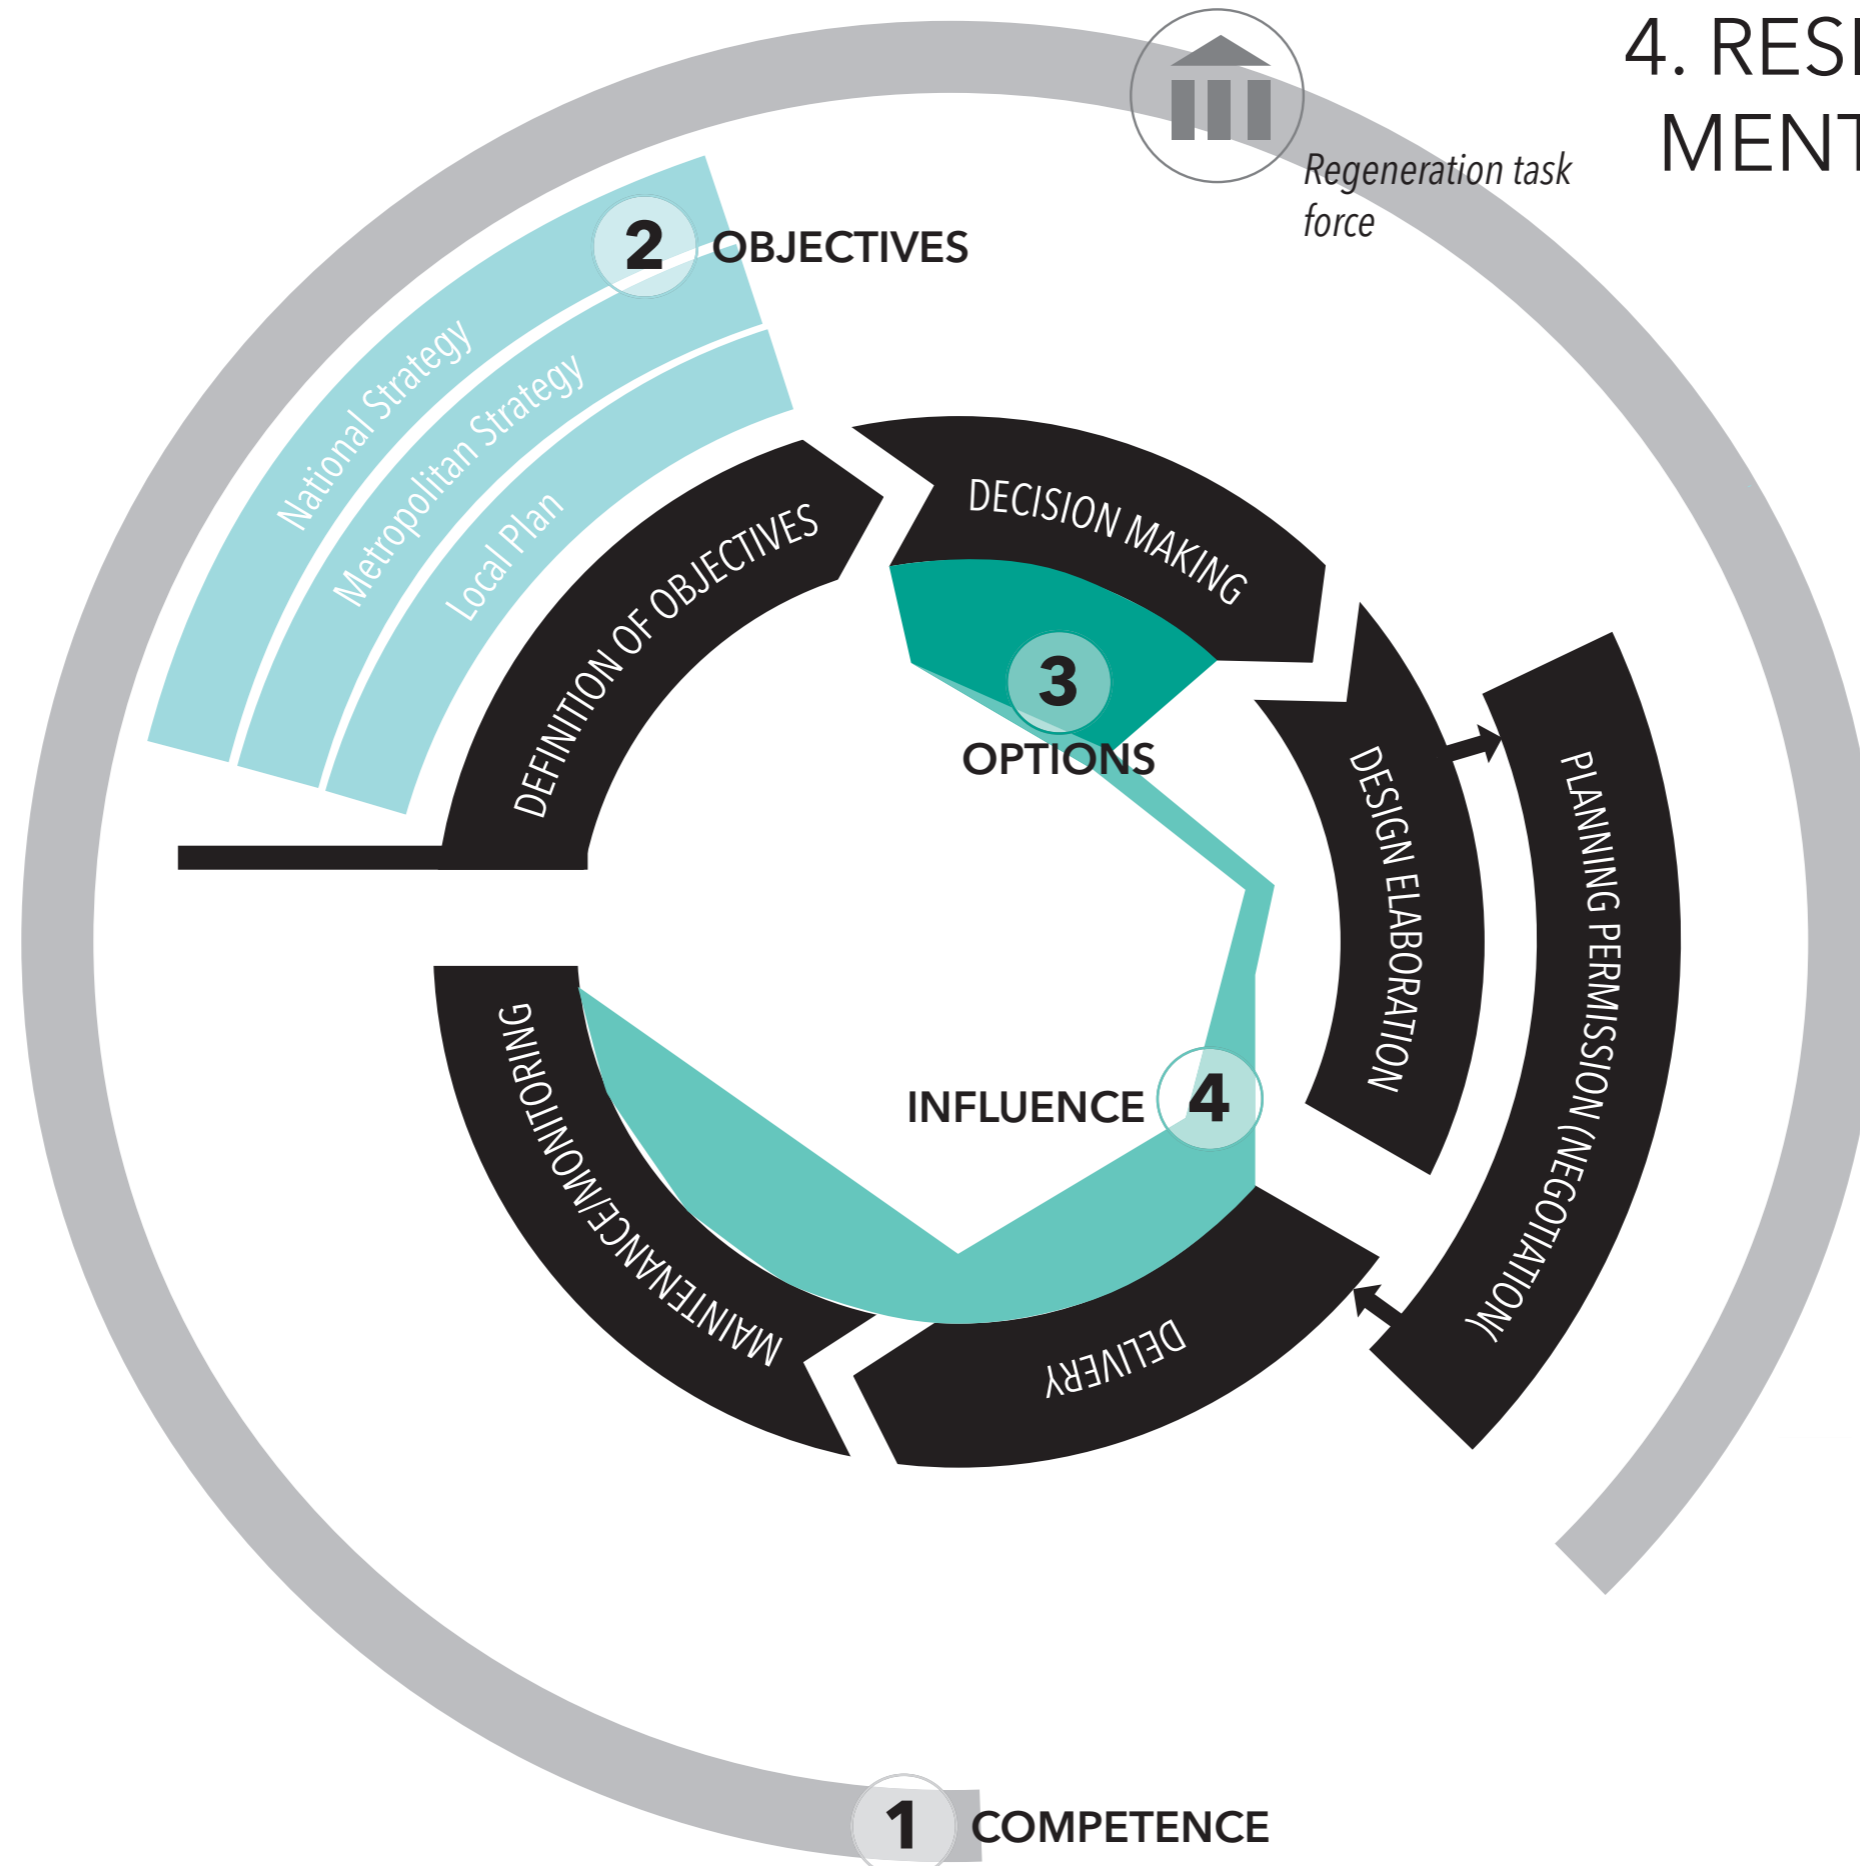 4. RES
MENT
Regeneration task
force
2 OBJECTIVES
National Strategy
Metropolitan Strategy
Local Plan
DEFINITION OF OBJECTIVES
DECISION MAKING
3
OPTIONS
DESIGN ELABORATION
PLANNING PERMISSION (NEGOTIATION(
INFLUENCE 4
MAINTENANCE/MONITORING
DELIVERY
1 COMPETENCE